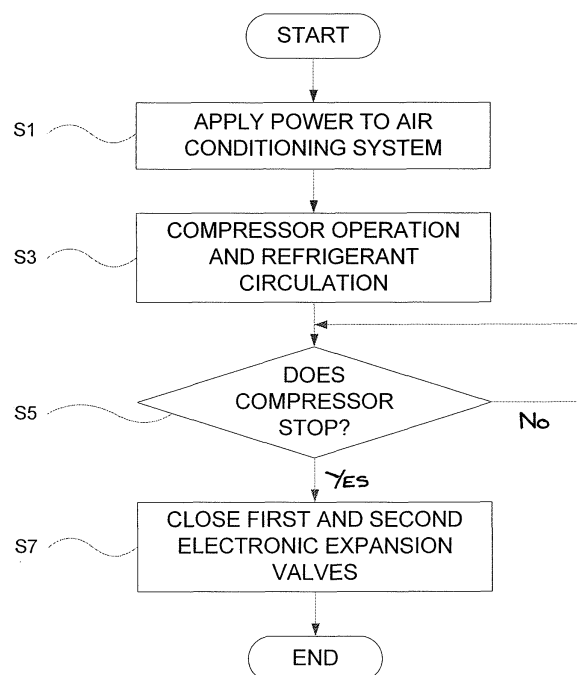 START
S1
APPLY POWER TO AIR
CONDITIONING SYSTEM
S3
COMPRESSOR OPERATION
AND REFRIGERANT
CIRCULATION
S5
DOES
COMPRESSOR
STOP?
No
YES
S7
CLOSE FIRST AND SECOND
ELECTRONIC EXPANSION
VALVES
END